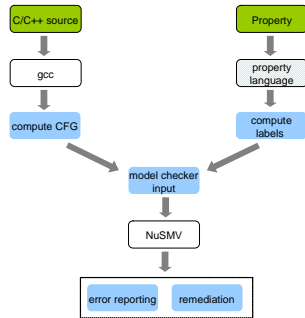 C/C++ source
Property
gcc
property
language
compute CFG
compute
labels
model checker
input
NuSMV
error reporting
remediation